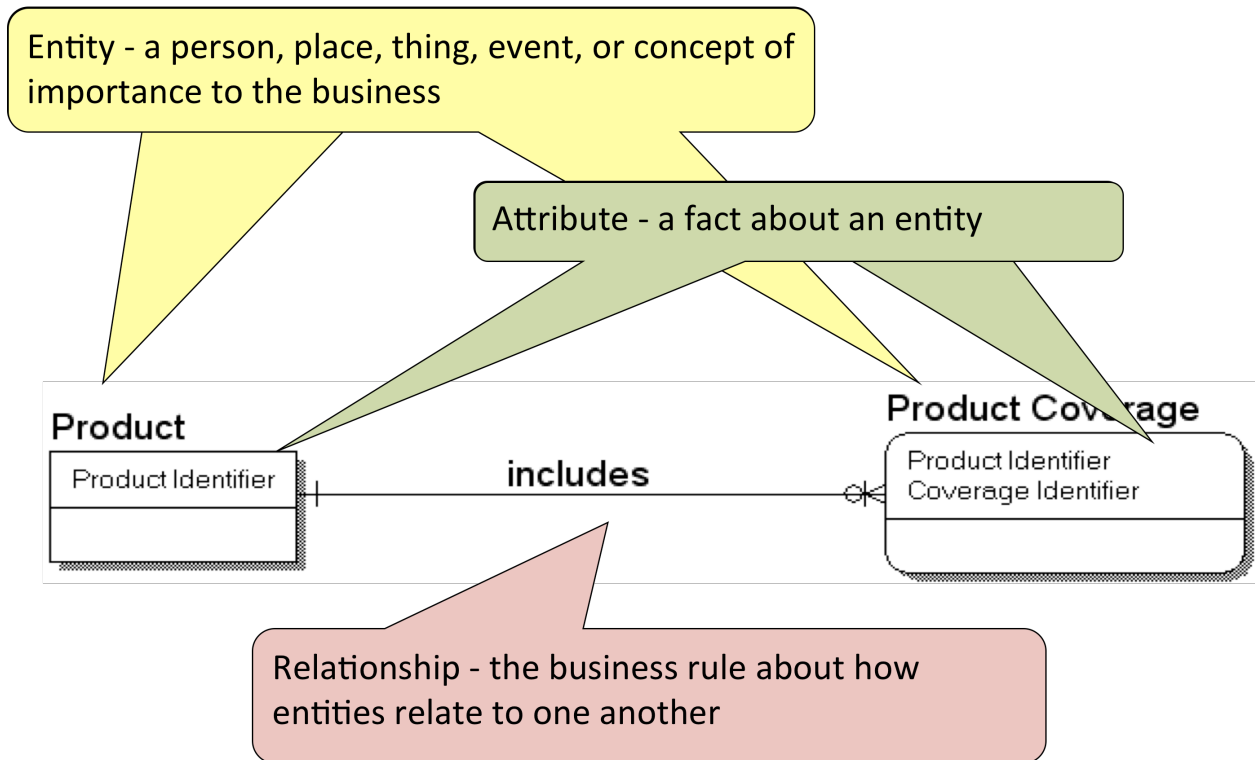 Entity - a person, place, thing, event, or concept of
importance to the business
Attribute - a fact about an entity
Product
Product Identifier
includes
Product Coverage
Product Identifier
Coverage Identifier
Relationship - the business rule about how
entities relate to one another